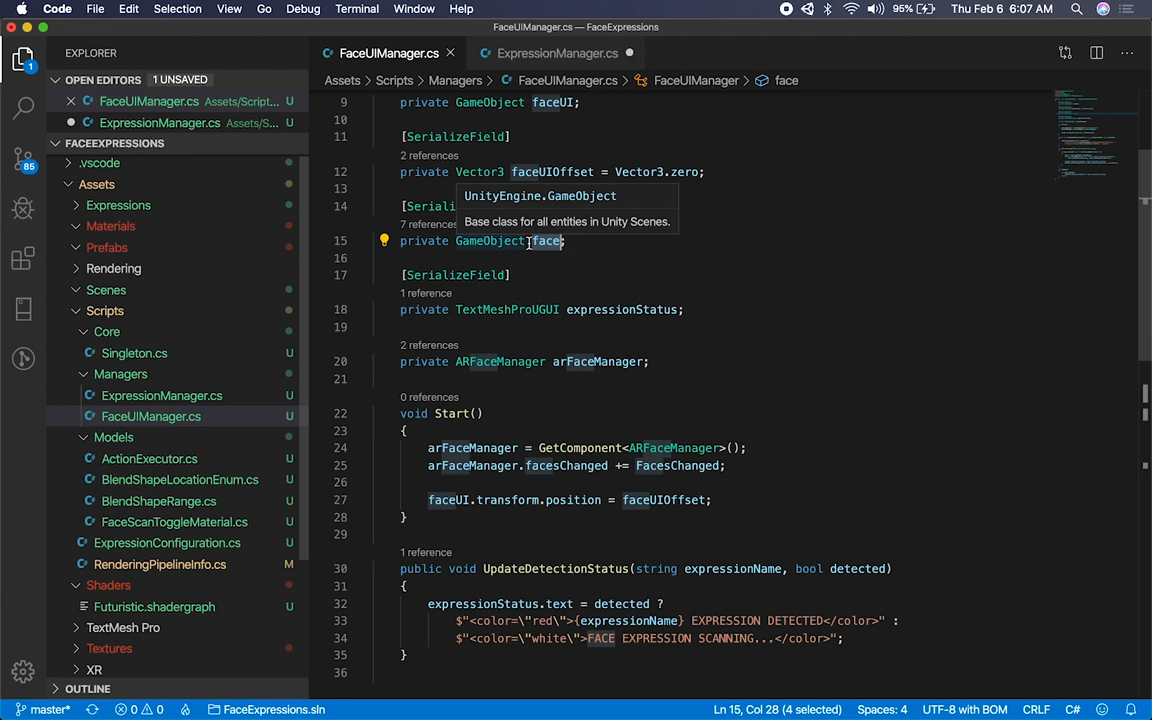 Code File Edit Selection View Go Debug Terminal Window Help 95% Thu Feb 6 6:07 AM
FaceUIManager.cs — FaceExpressions
EXPLORER
OPEN EDITORS 1 UNSAVED
FaceUIManager.cs Assets/Script... U
ExpressionManager.cs Assets/S... U
FACEEXPRESSIONS
.vscode
Assets
Expressions
Materials
Prefabs
Rendering
Scenes
Scripts
Core
Singleton.cs U
Managers
ExpressionManager.cs U
FaceUIManager.cs U
Models
ActionExecutor.cs U
BlendShapeLocationEnum.cs U
BlendShapeRange.cs U
FaceScanToggleMaterial.cs U
ExpressionConfiguration.cs U
RenderingPipelineInfo.cs M
Shaders
Futuristic.shadergraph U
TextMesh Pro
Textures
XR
OUTLINE
1
85
FaceUIManager.cs ExpressionManager.cs
Assets > Scripts > Managers > FaceUIManager.cs > FaceUIManager > face
9 private GameObject faceUI;
10
11 [SerializeField]
2 references
12 private Vector3 faceUIOffset = Vector3.zero;
13
UnityEngine.GameObject
Base class for all entities in Unity Scenes.
14 [Seriali
7 references
15 private GameObject face;
16
17 [SerializeField]
1 reference
18 private TextMeshProUGUI expressionStatus;
19
2 references
20 private ARFaceManager arFaceManager;
21
0 references
22 void Start()
23 {
24 arFaceManager = GetComponent<ARFaceManager>();
25 arFaceManager.facesChanged += FacesChanged;
26
27 faceUI.transform.position = faceUIOffset;
28 }
29
1 reference
30 public void UpdateDetectionStatus(string expressionName, bool detected)
31 {
32 expressionStatus.text = detected ?
33 $"<color=\"red\">{expressionName} EXPRESSION DETECTED</color>" :
34 $"<color=\"white\">FACE EXPRESSION SCANNING...</color>";
35 }
36
master* 0 0 FaceExpressions.sln Ln 15, Col 28 (4 selected) Spaces: 4 UTF-8 with BOM CRLF C#